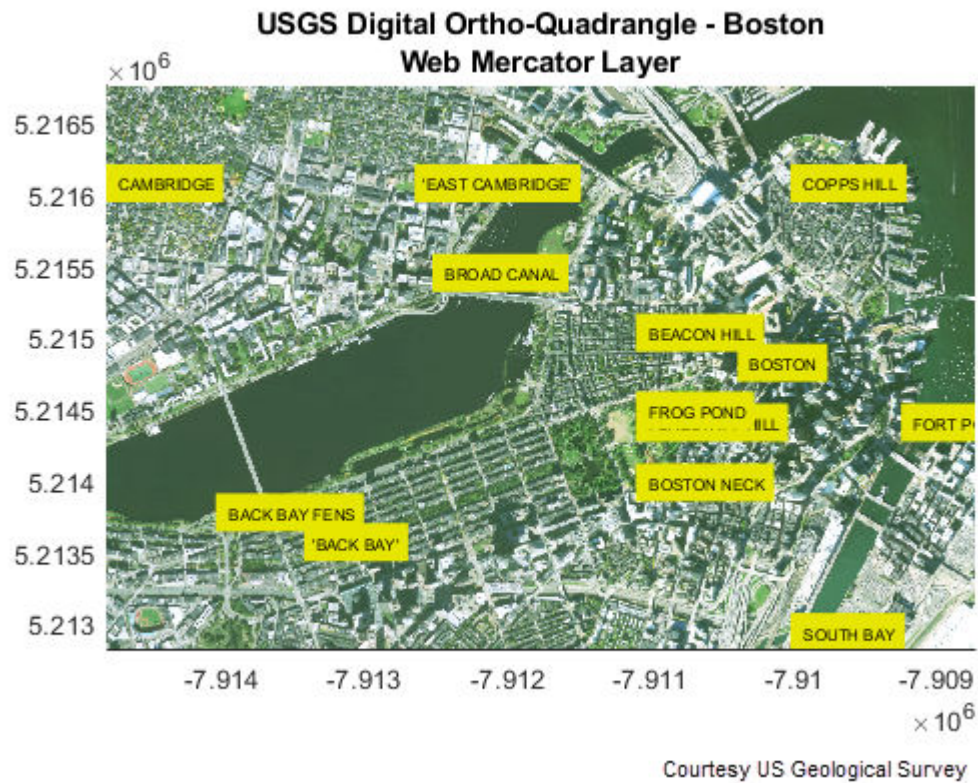 USGS Digital Ortho-Quadrangle - Boston
Web Mercator Layer
× 10^6
5.2165
CAMBRIDGE
'EAST CAMBRIDGE'
COPPS HILL
5.216
5.2155
BROAD CANAL
5.215
BEACON HILL
BOSTON
5.2145
FROG POND
HILL
FORT
5.214
BOSTON NECK
BACK BAY FENS
'BACK BAY'
5.2135
5.213
SOUTH BAY
-7.914 -7.913 -7.912 -7.911 -7.91 -7.909
× 10^6
Courtesy US Geological Survey